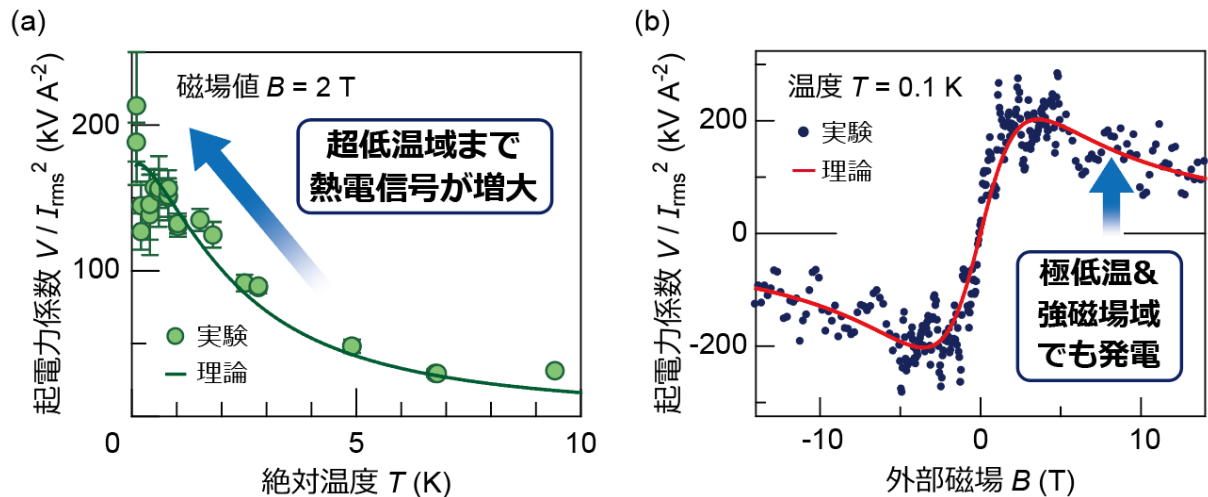 (a)
起電力係数 V / Irms² (kV A⁻²)
磁場値 B = 2 T
超低温域まで
熱電信号が増大
実験
理論
200
100
0
5
10
絶対温度 T (K)
(b)
起電力係数 V / Irms² (kV A⁻²)
温度 T = 0.1 K
実験
理論
極低温&
強磁場域
でも発電
200
0
-200
-10
0
10
外部磁場 B (T)